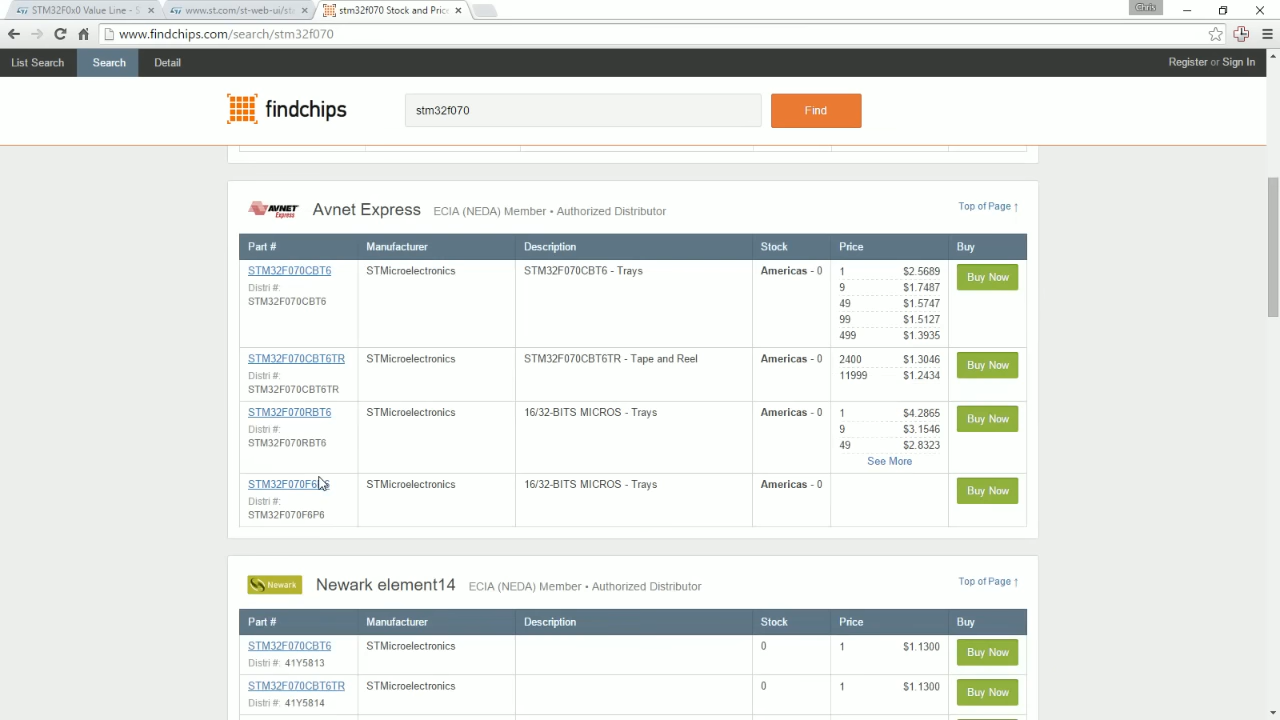 STM32F0x0 Value Line - S
www.st.com/st-web-ui/sta
stm32f070 Stock and Price
Chris
www.findchips.com/search/stm32f070
List Search Search Detail Register or Sign In
findchips stm32f070 Find
AVNET Express Avnet Express ECIA (NEDA) Member • Authorized Distributor Top of Page ↑
Part # Manufacturer Description Stock Price Buy
STM32F070CBT6 STMicroelectronics STM32F070CBT6 - Trays Americas - 0 1 $2.5689 Buy Now
Distri #: 9 $1.7487
STM32F070CBT6 49 $1.5747
99 $1.5127
499 $1.3935
STM32F070CBT6TR STMicroelectronics STM32F070CBT6TR - Tape and Reel Americas - 0 2400 $1.3046 Buy Now
Distri #: 11999 $1.2434
STM32F070CBT6TR
STM32F070RBT6 STMicroelectronics 16/32-BITS MICROS - Trays Americas - 0 1 $4.2865 Buy Now
Distri #: 9 $3.1546
STM32F070RBT6 49 $2.8323
See More
STM32F070F6P6 STMicroelectronics 16/32-BITS MICROS - Trays Americas - 0 Buy Now
Distri #:
STM32F070F6P6
Newark Newark element14 ECIA (NEDA) Member • Authorized Distributor Top of Page ↑
Part # Manufacturer Description Stock Price Buy
STM32F070CBT6 STMicroelectronics 0 1 $1.1300 Buy Now
Distri #: 41Y5813
STM32F070CBT6TR STMicroelectronics 0 1 $1.1300 Buy Now
Distri #: 41Y5814